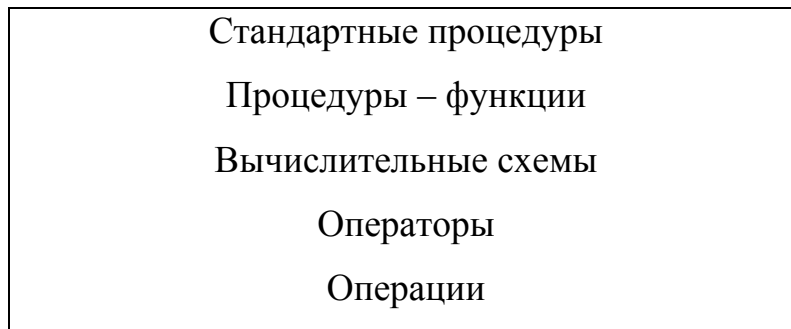 Стандартные процедуры
Процедуры – функции
Вычислительные схемы
Операторы
Операции